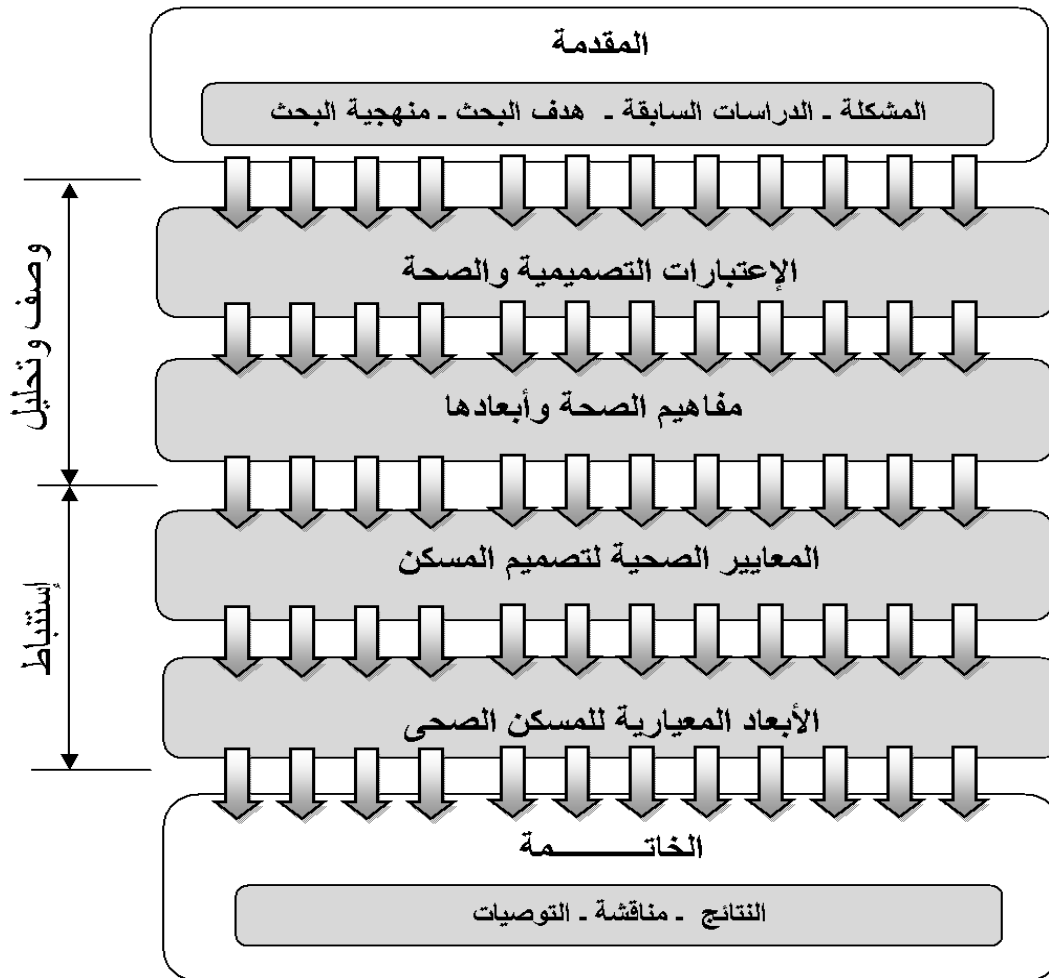 المقدمة
المشكلة ـ الدراسات السابقة ـ هدف البحث ـ منهجية البحث
وصف وتحليل
الإعتبارات التصميمية والصحة
مفاهيم الصحة وأبعادها
إستنباط
المعايير الصحية لتصميم المسكن
الأبعاد المعيارية للمسكن الصحى
الخاتـــــــــمة
النتائج ـ مناقشة ـ التوصيات